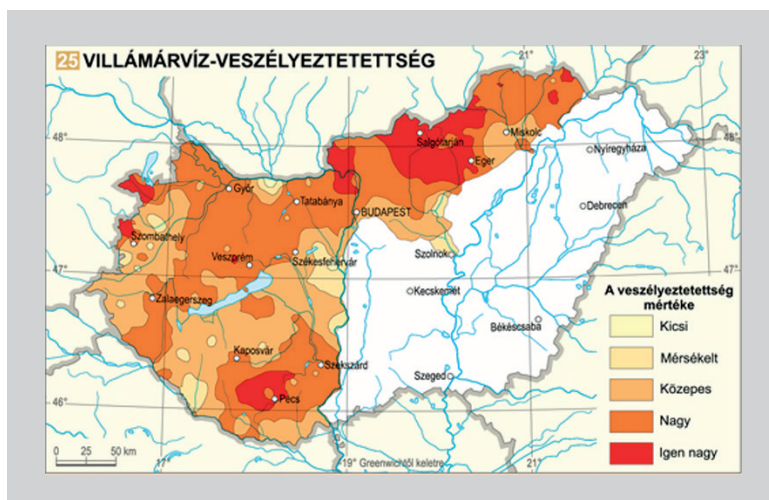 25 VILLÁMÁRVÍZ-VESZÉLYEZTETETTSÉG
21°
23°
48°
Miskolc
48°
Salgótarján
Nyíregyháza
Eger
Győr
Tatabánya
BUDAPEST
Debrecen
Szombathely
Veszprém
Székesfehérvár
Szolnok
47°
47°
Kecskemét
Zalaegerszeg
Békéscsaba
Kaposvár
Szekszárd
Szeged
Pécs
46°
46°
A veszélyeztetettség
mértéke
Kicsi
Mérsékelt
Közepes
Nagy
Igen nagy
0 25 50 km
17°
19° Greenwichtől keletre
21°